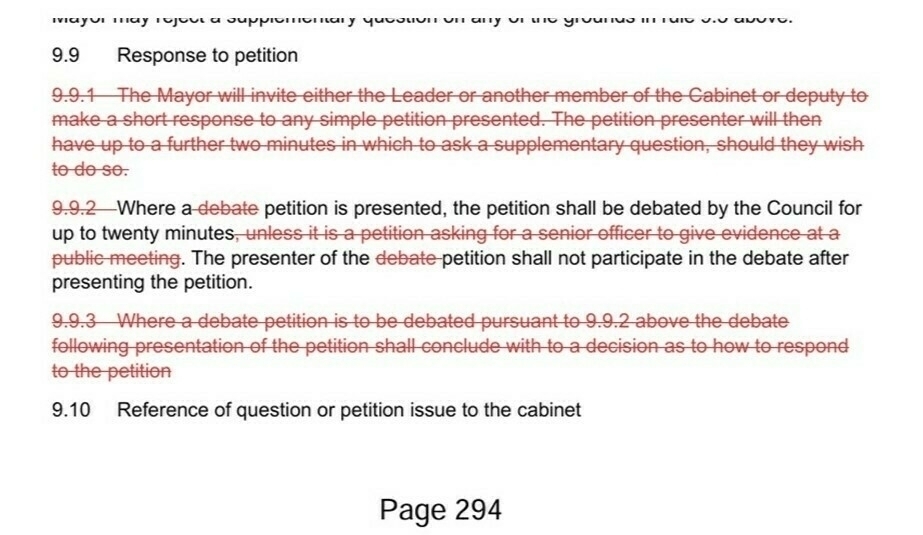 Mayor may reject a supplementary question on any of the grounds in rule 9.5 above.
9.9 Response to petition
9.9.1 The Mayor will invite either the Leader or another member of the Cabinet or deputy to
make a short response to any simple petition presented. The petition presenter will then
have up to a further two minutes in which to ask a supplementary question, should they wish
to do so.
9.9.2 Where a debate petition is presented, the petition shall be debated by the Council for
up to twenty minutes, unless it is a petition asking for a senior officer to give evidence at a
public meeting. The presenter of the debate petition shall not participate in the debate after
presenting the petition.
9.9.3 Where a debate petition is to be debated pursuant to 9.9.2 above the debate
following presentation of the petition shall conclude with to a decision as to how to respond
to the petition
9.10 Reference of question or petition issue to the cabinet
Page 294